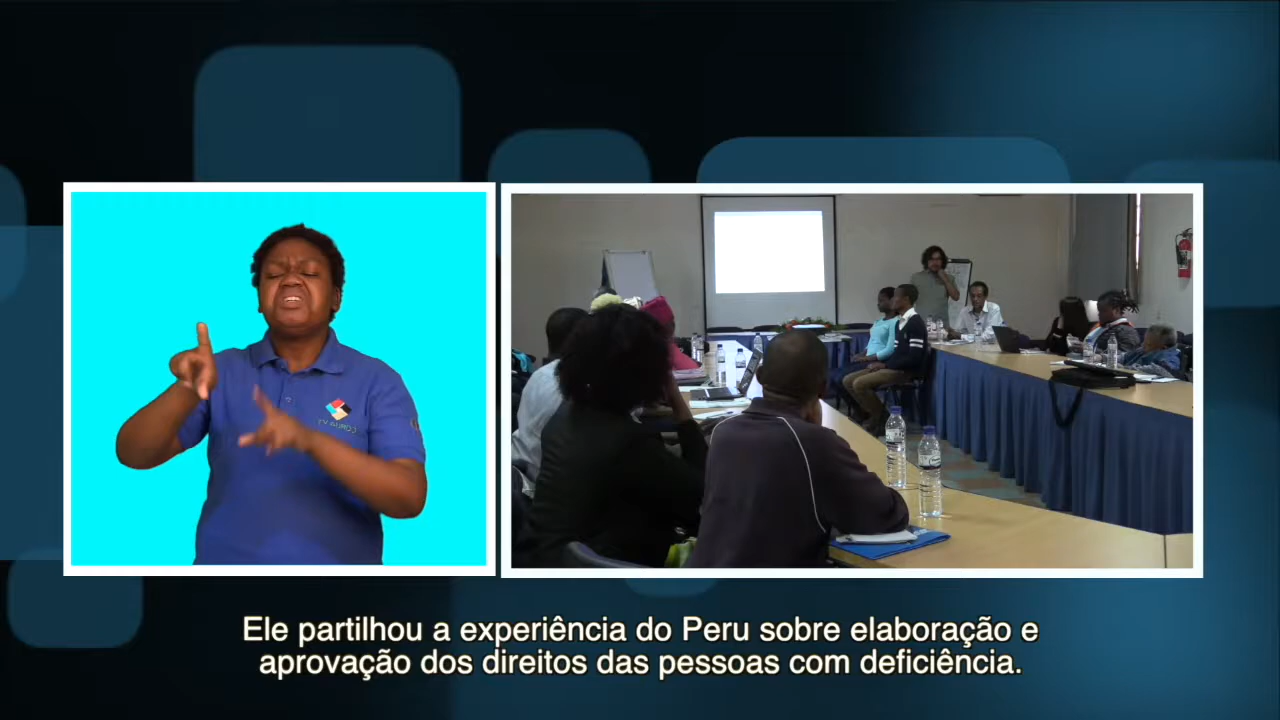 Ele partilhou a experiência do Peru sobre elaboração e
aprovação dos direitos das pessoas com deficiência.